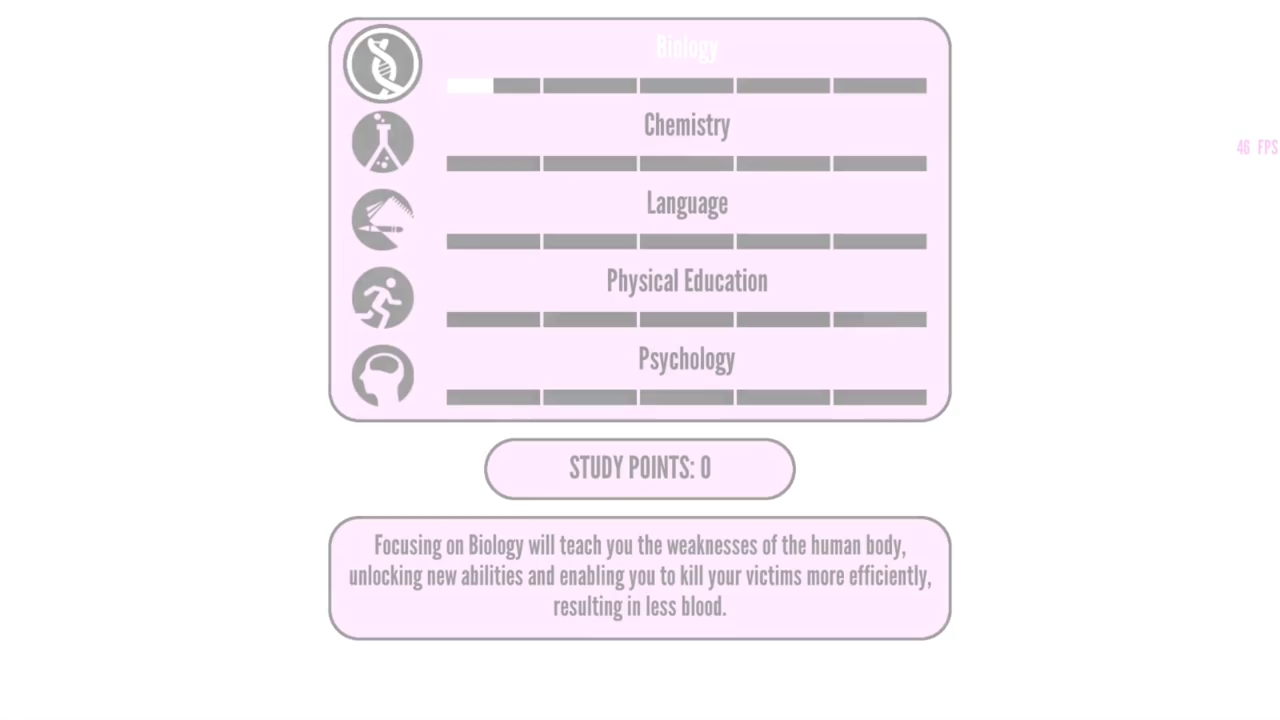 Biology
Chemistry
46 FPS
Language
Physical Education
Psychology
STUDY POINTS: 0
Focusing on Biology will teach you the weaknesses of the human body,
unlocking new abilities and enabling you to kill your victims more efficiently,
resulting in less blood.